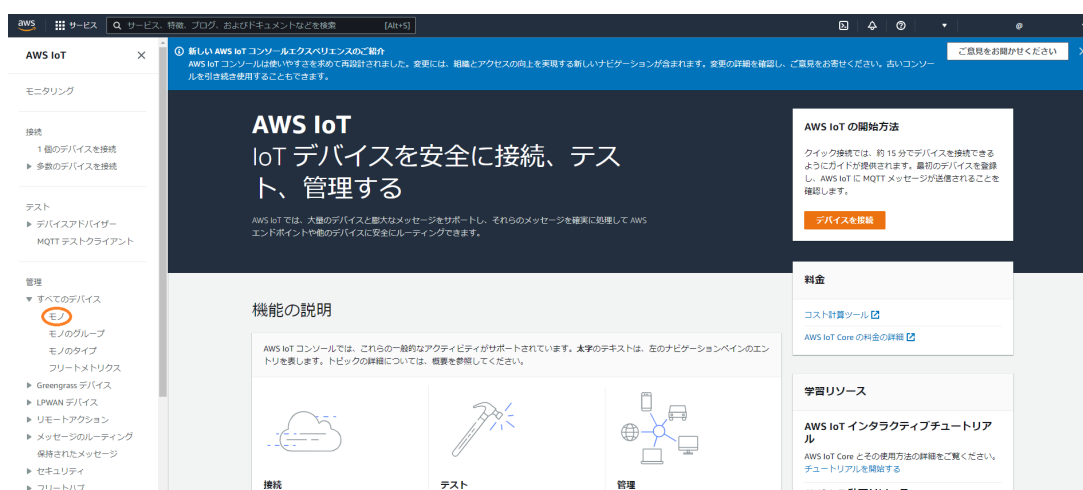 aws サービス サービス、特徴、ブログ、およびドキュメントなどを検索 [Alt+S] @
AWS IoT ×
モニタリング
接続
1 個のデバイスを接続
多数のデバイスを接続
テスト
デバイスアドバイザー
MQTT テストクライアント
管理
すべてのデバイス
モノ
モノのグループ
モノのタイプ
フリートメトリクス
Greengrass デバイス
LPWAN デバイス
リモートアクション
メッセージのルーティング
保持されたメッセージ
セキュリティ
フリートハブ
新しい AWS IoT コンソールエクスペリエンスのご紹介
AWS IoT コンソールは使いやすさを求めて再設計されました。変更には、組織とアクセスの向上を実現する新しいナビゲーションが含まれます。変更の詳細を確認し、ご意見をお寄せください。古いコンソー
ルを引き続き使用することもできます。
ご意見をお聞かせください
AWS IoT
IoT デバイスを安全に接続、テス
ト、管理する
AWS IoT では、大量のデバイスと膨大なメッセージをサポートし、それらのメッセージを確実に処理して AWS
エンドポイントや他のデバイスに安全にルーティングできます。
AWS IoT の開始方法
クイック接続では、約 15 分でデバイスを接続できる
ようにガイドが提供されます。最初のデバイスを登録
し、AWS IoT に MQTT メッセージが送信されることを
確認します。
デバイスを接続
料金
コスト計算ツール
AWS IoT Core の料金の詳細
機能の説明
AWS IoT コンソールでは、これらの一般的なアクティビティがサポートされています。太字のテキストは、左のナビゲーションペインのエン
トリを表します。トピックの詳細については、概要を参照してください。
接続
テスト
管理
学習リソース
AWS IoT インタラクティブチュートリア
ル
AWS IoT Core とその使用方法の詳細をご覧ください。
チュートリアルを開始する